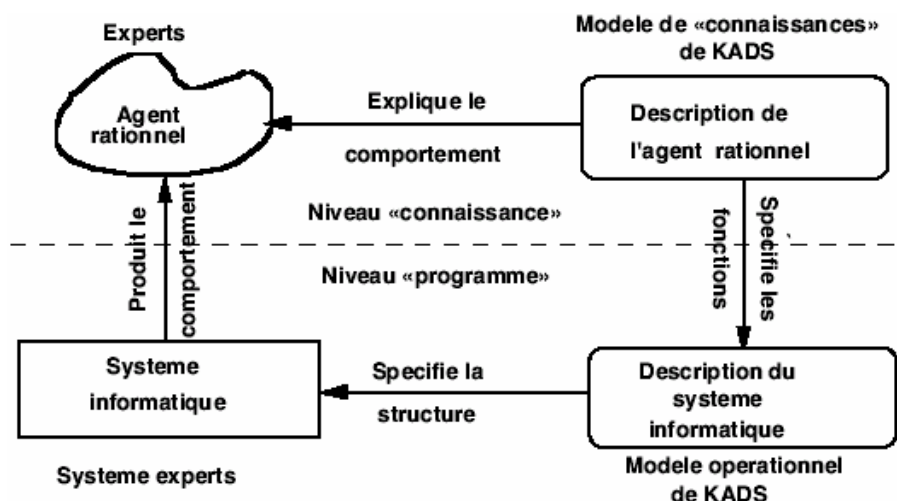 Experts
Modele de «connaissances»
de KADS
Agent
rationnel
Explique le
comportement
Description de
l'agent rationnel
Niveau «connaissance»
Produit le
comportement
Specifie les
fonctions
Niveau «programme»
Systeme
informatique
Specifie la
structure
Description du
systeme
informatique
Systeme experts
Modele operationnel
de KADS